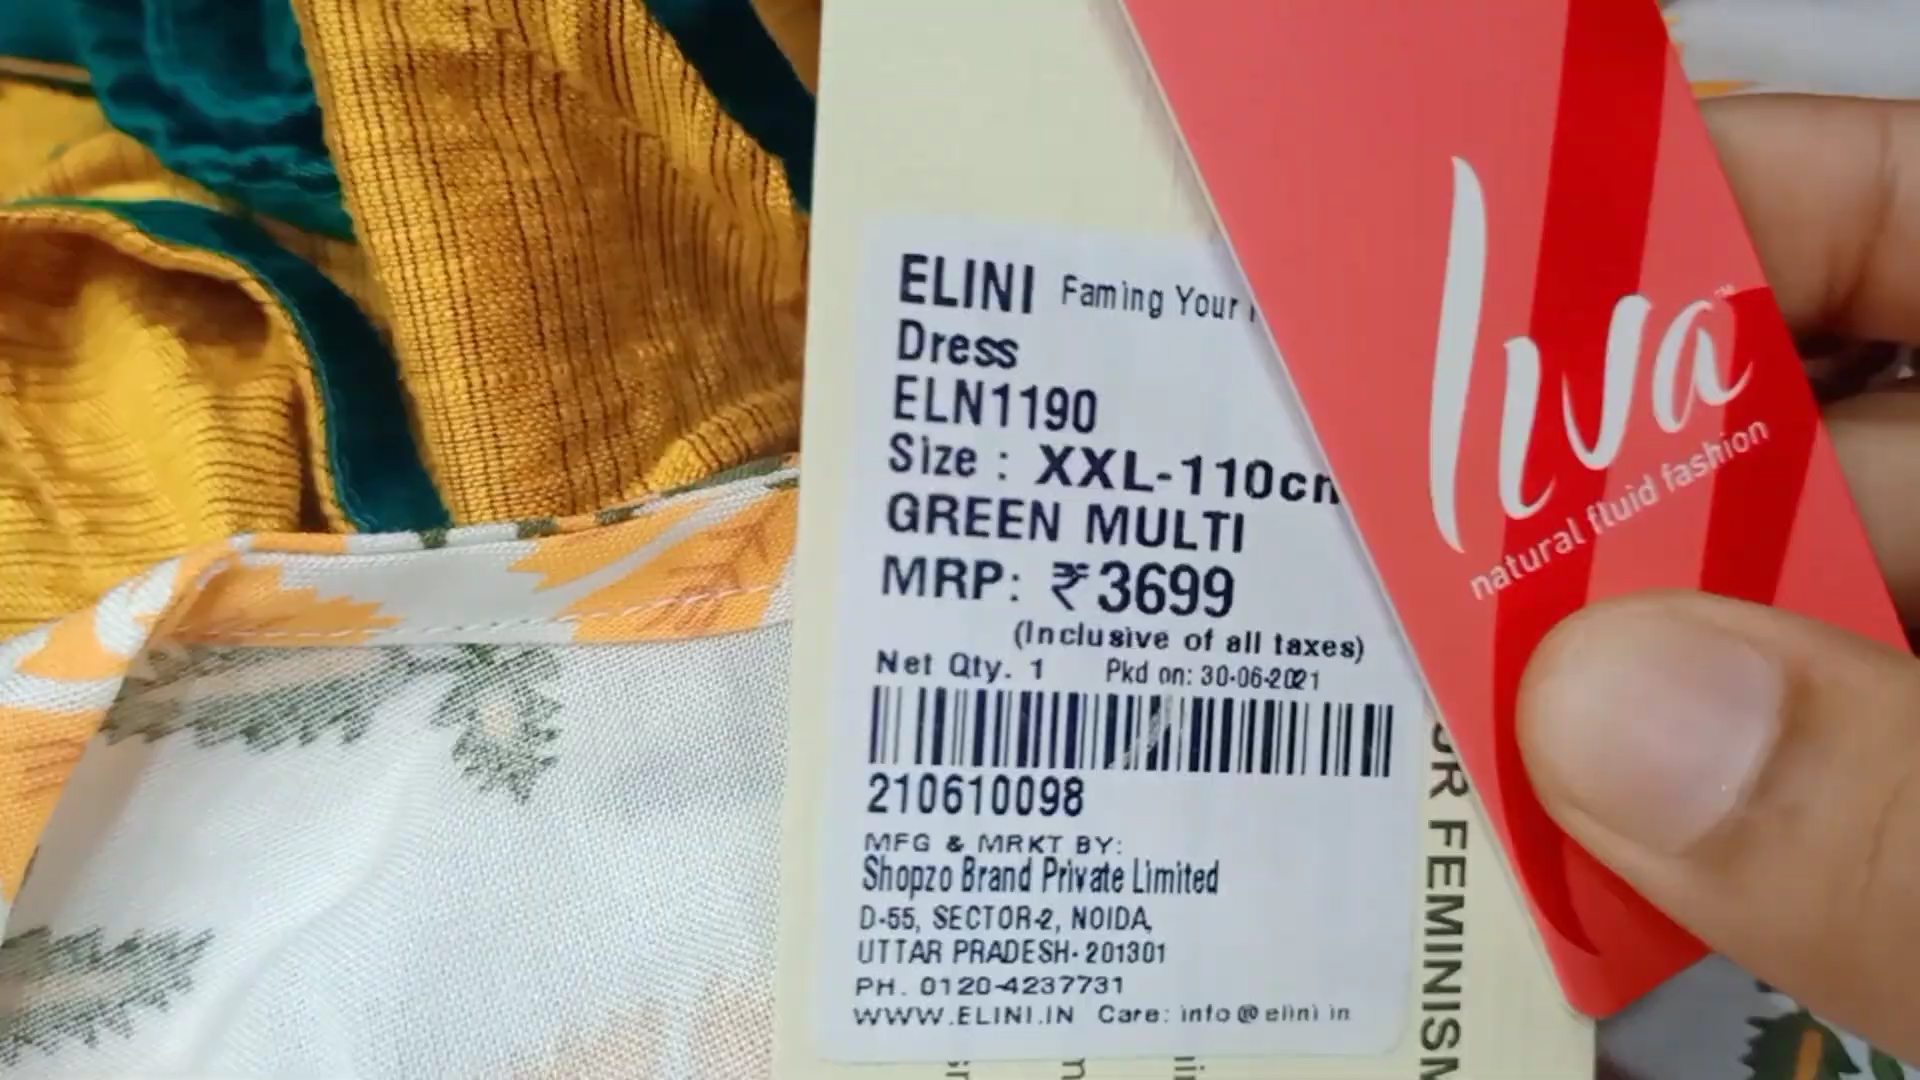 ELINI Faming Your
Dress
ELN1190
Size : XXL-110cm
GREEN MULTI
MRP: ₹3699
(Inclusive of all taxes)
Net Qty. 1 Pkd on: 30-06-2021
210610098
MFG & MRKT BY:
Shopzo Brand Private Limited
D-55, SECTOR-2, NOIDA,
UTTAR PRADESH- 201301
PH. 0120-4237731
WWW.ELINI.IN Care: info@elini.in
Liva™
natural fluid fashion
FEMINISM